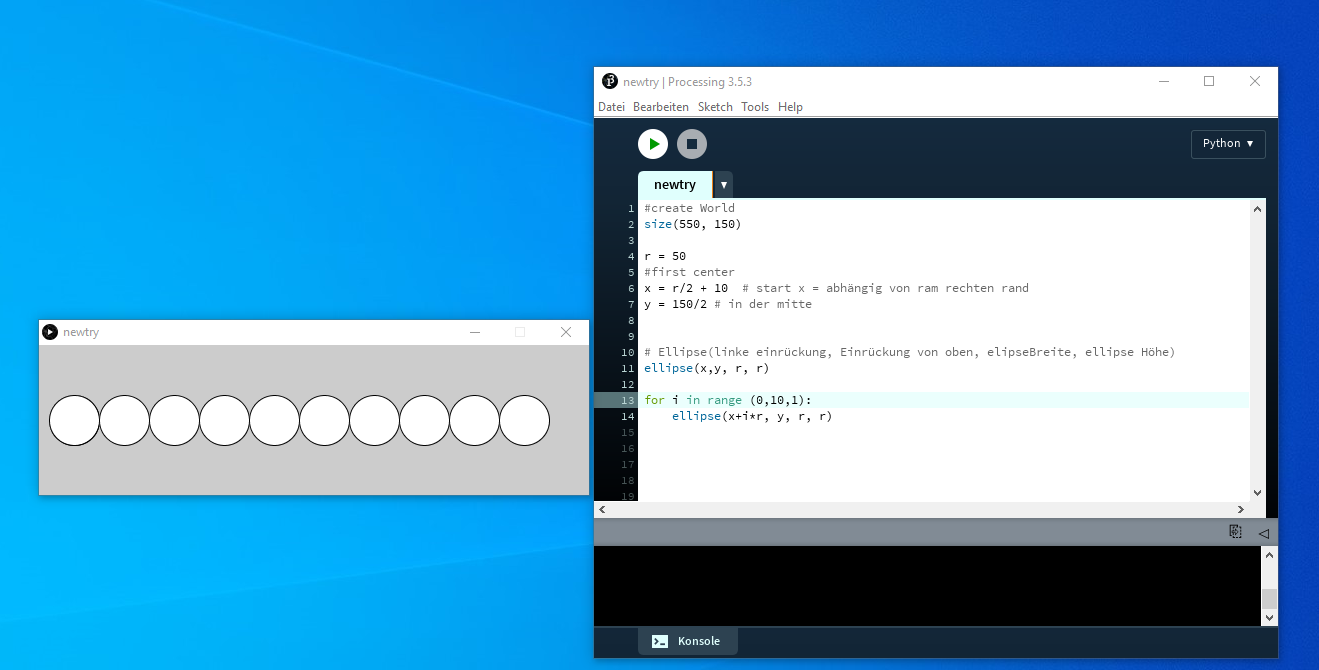 newtry | Processing 3.5.3
Datei Bearbeiten Sketch Tools Help
Python ▼
newtry ▼
1 #create World
2 size(550, 150)
3
4 r = 50
5 #first center
6 x = r/2 + 10  # start x = abhängig von ram rechten rand
7 y = 150/2 # in der mitte
8
9
10 # Ellipse(linke einrückung, Einrückung von oben, elipseBreite, ellipse Höhe)
11 ellipse(x,y, r, r)
12
13 for i in range (0,10,1):
14     ellipse(x+i*r, y, r, r)
15
16
17
18
19
Konsole
newtry